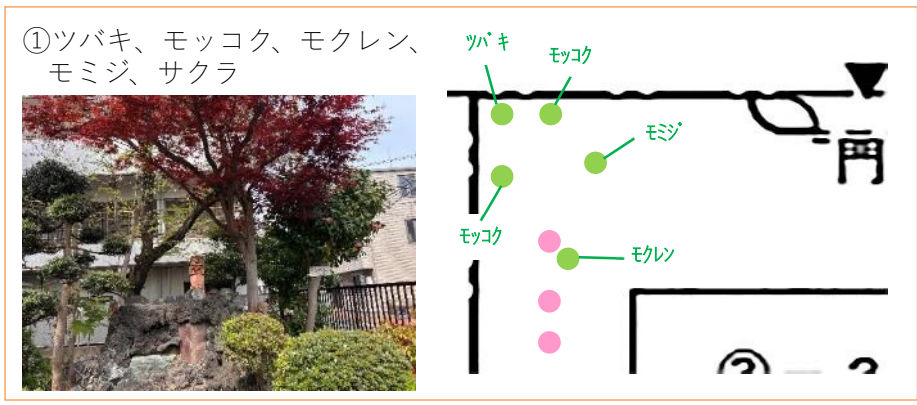 ①ツバキ、モッコク、モクレン、
モミジ、サクラ
ﾂﾊﾞｷ
ﾓｯｺｸ
ﾓﾐｼﾞ
ﾓｯｺｸ
ﾓｸﾚﾝ
門